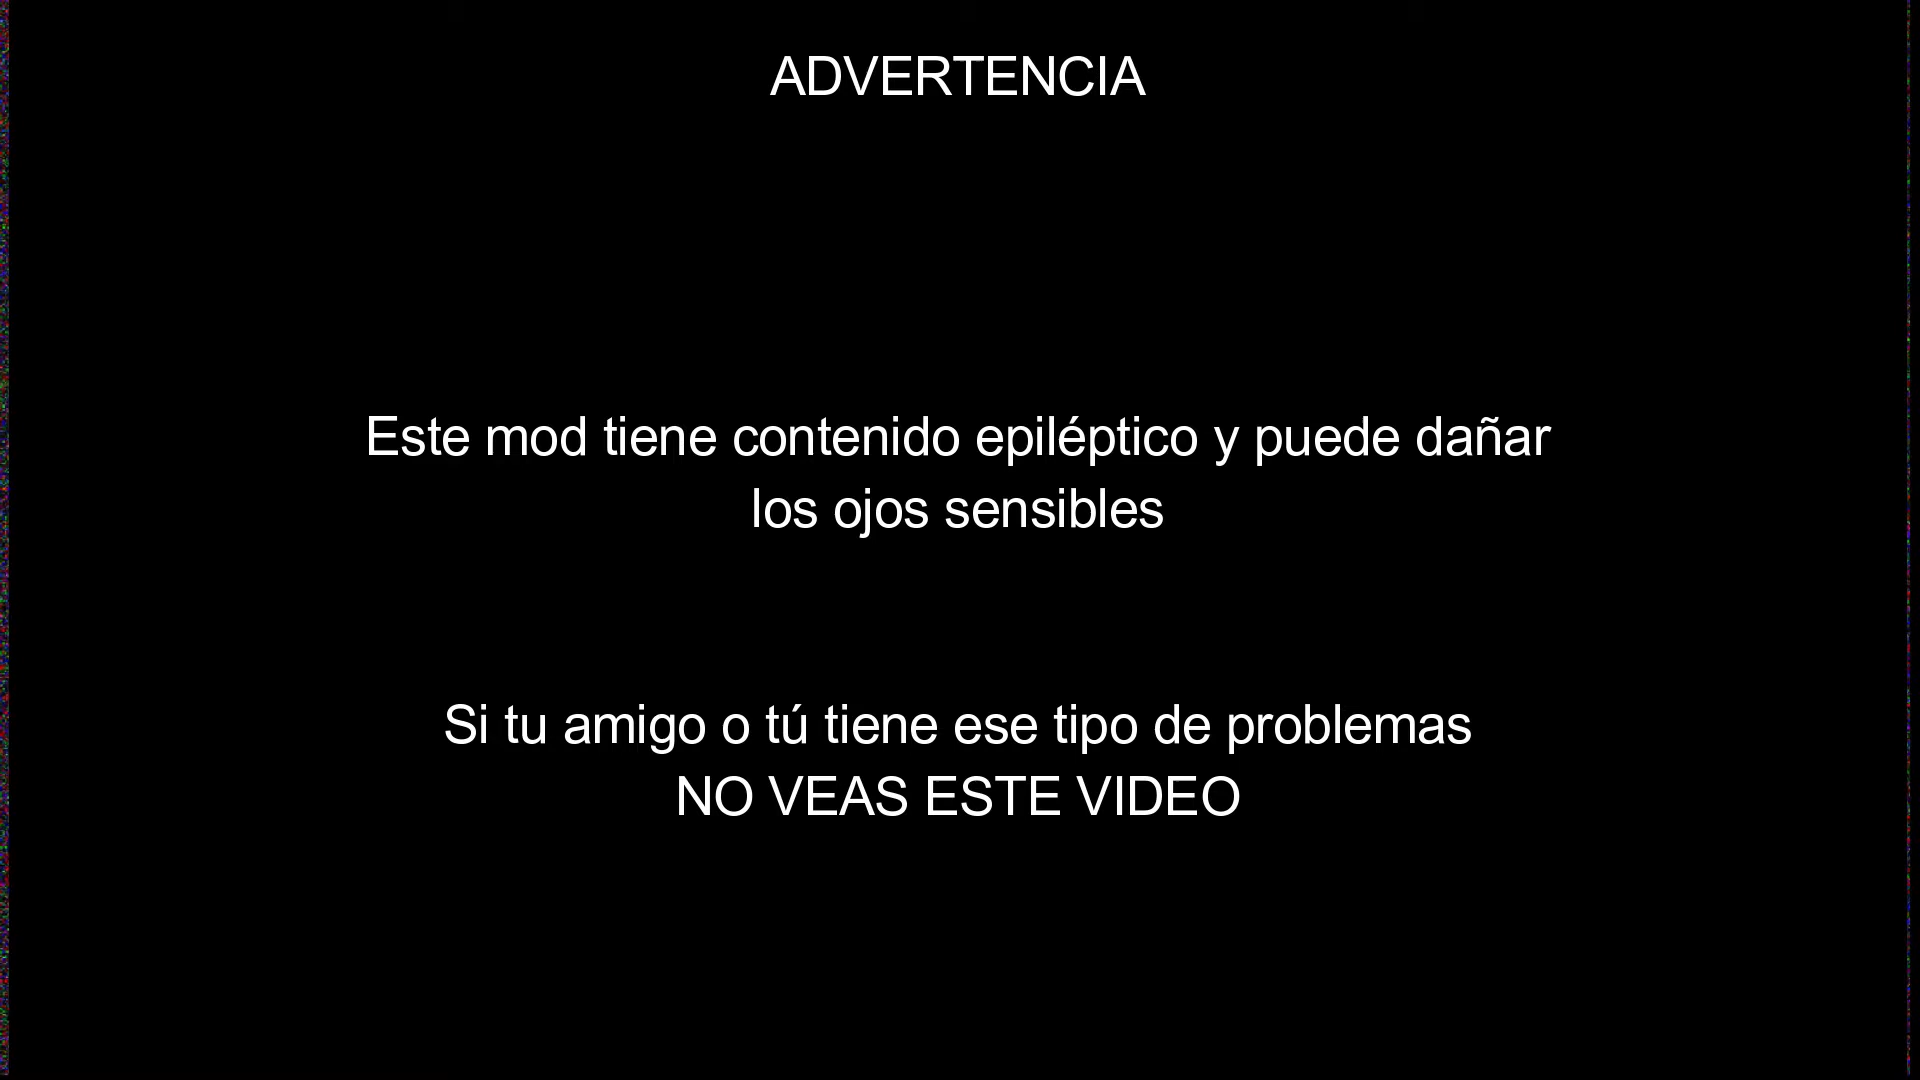 ADVERTENCIA
Este mod tiene contenido epiléptico y puede dañar
los ojos sensibles
Si tu amigo o tú tiene ese tipo de problemas
NO VEAS ESTE VIDEO